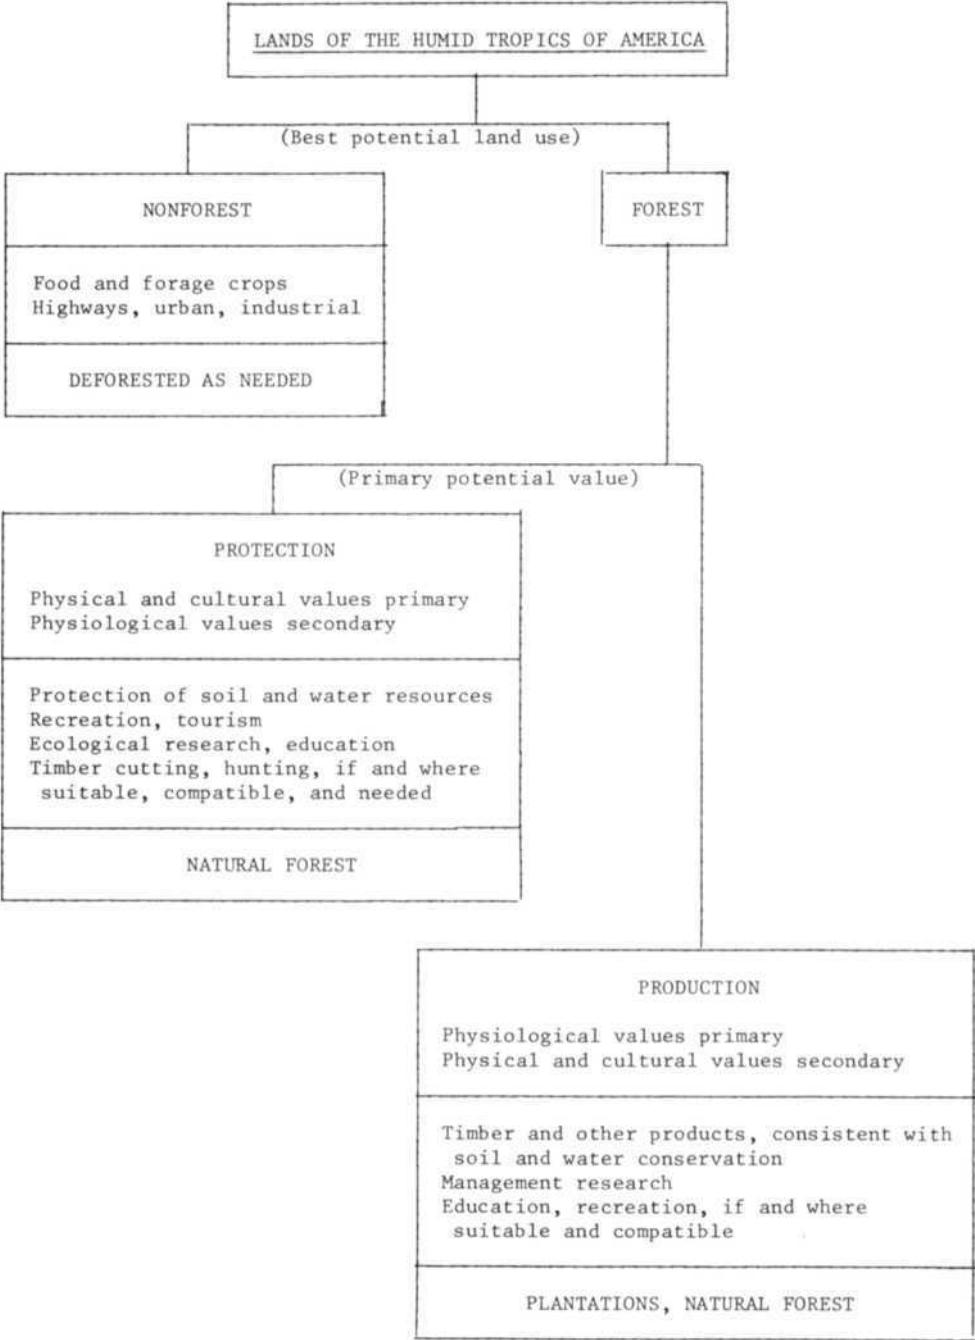 LANDS OF THE HUMID TROPICS OF AMERICA
(Best potential land use)
NONFOREST
Food and forage crops
Highways, urban, industrial
DEFORESTED AS NEEDED
FOREST
(Primary potential value)
PROTECTION
Physical and cultural values primary
Physiological values secondary
Protection of soil and water resources
Recreation, tourism
Ecological research, education
Timber cutting, hunting, if and where
suitable, compatible, and needed
NATURAL FOREST
PRODUCTION
Physiological values primary
Physical and cultural values secondary
Timber and other products, consistent with
soil and water conservation
Management research
Education, recreation, if and where
suitable and compatible
PLANTATIONS, NATURAL FOREST